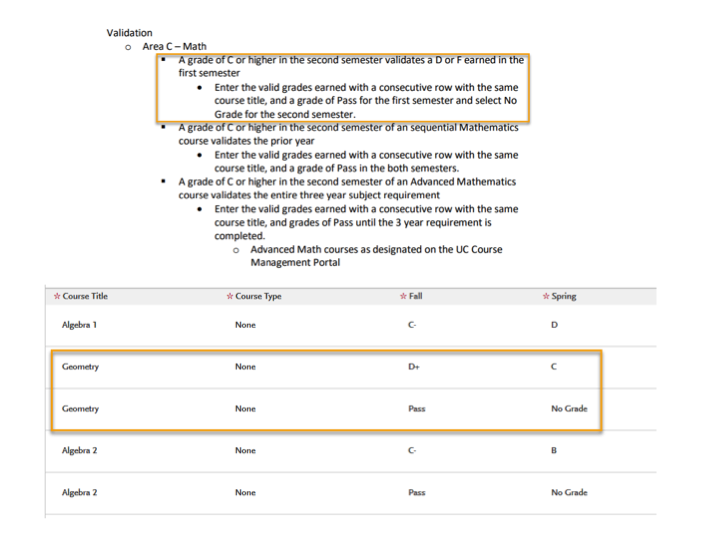 Validation
o Area C – Math
▪ A grade of C or higher in the second semester validates a D or F earned in the
first semester
• Enter the valid grades earned with a consecutive row with the same
course title, and a grade of Pass for the first semester and select No
Grade for the second semester.
▪ A grade of C or higher in the second semester of an sequential Mathematics
course validates the prior year
• Enter the valid grades earned with a consecutive row with the same
course title, and a grade of Pass in the both semesters.
▪ A grade of C or higher in the second semester of an Advanced Mathematics
course validates the entire three year subject requirement
• Enter the valid grades earned with a consecutive row with the same
course title, and grades of Pass until the 3 year requirement is
completed.
o Advanced Math courses as designated on the UC Course
Management Portal
☆ Course Title ☆ Course Type ☆ Fall ☆ Spring
Algebra 1 None C- D
Geometry None D+ C
Geometry None Pass No Grade
Algebra 2 None C- B
Algebra 2 None Pass No Grade